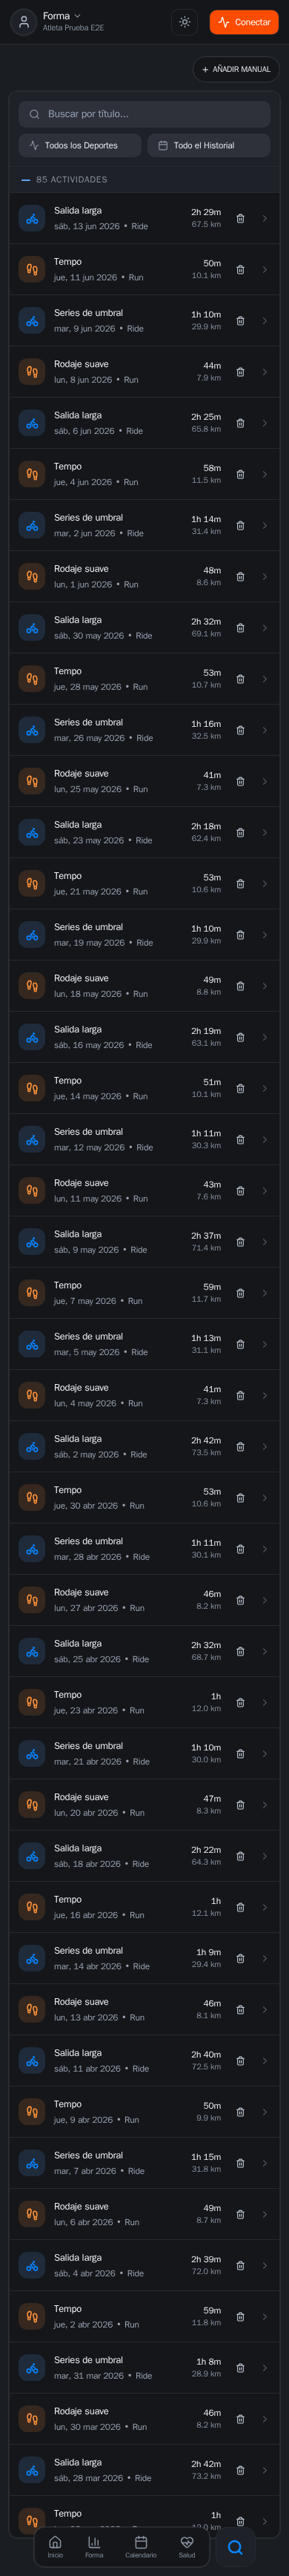 Forma
Atleta Prueba E2E
Conectar
AÑADIR MANUAL
Buscar por título...
Todos los Deportes
Todo el Historial
85 ACTIVIDADES
Salida larga 2h 29m
sáb, 13 jun 2026 • Ride 67.5 km
Tempo 50m
jue, 11 jun 2026 • Run 10.1 km
Series de umbral 1h 10m
mar, 9 jun 2026 • Ride 29.9 km
Rodaje suave 44m
lun, 8 jun 2026 • Run 7.9 km
Salida larga 2h 25m
sáb, 6 jun 2026 • Ride 65.8 km
Tempo 58m
jue, 4 jun 2026 • Run 11.5 km
Series de umbral 1h 14m
mar, 2 jun 2026 • Ride 31.4 km
Rodaje suave 48m
lun, 1 jun 2026 • Run 8.6 km
Salida larga 2h 32m
sáb, 30 may 2026 • Ride 69.1 km
Tempo 53m
jue, 28 may 2026 • Run 10.7 km
Series de umbral 1h 16m
mar, 26 may 2026 • Ride 32.5 km
Rodaje suave 41m
lun, 25 may 2026 • Run 7.3 km
Salida larga 2h 18m
sáb, 23 may 2026 • Ride 62.4 km
Tempo 53m
jue, 21 may 2026 • Run 10.6 km
Series de umbral 1h 10m
mar, 19 may 2026 • Ride 29.9 km
Rodaje suave 49m
lun, 18 may 2026 • Run 8.8 km
Salida larga 2h 19m
sáb, 16 may 2026 • Ride 63.1 km
Tempo 51m
jue, 14 may 2026 • Run 10.1 km
Series de umbral 1h 11m
mar, 12 may 2026 • Ride 30.3 km
Rodaje suave 43m
lun, 11 may 2026 • Run 7.6 km
Salida larga 2h 37m
sáb, 9 may 2026 • Ride 71.4 km
Tempo 59m
jue, 7 may 2026 • Run 11.7 km
Series de umbral 1h 13m
mar, 5 may 2026 • Ride 31.1 km
Rodaje suave 41m
lun, 4 may 2026 • Run 7.3 km
Salida larga 2h 42m
sáb, 2 may 2026 • Ride 73.5 km
Tempo 53m
jue, 30 abr 2026 • Run 10.6 km
Series de umbral 1h 11m
mar, 28 abr 2026 • Ride 30.1 km
Rodaje suave 46m
lun, 27 abr 2026 • Run 8.2 km
Salida larga 2h 32m
sáb, 25 abr 2026 • Ride 68.7 km
Tempo 1h
jue, 23 abr 2026 • Run 12.0 km
Series de umbral 1h 10m
mar, 21 abr 2026 • Ride 30.0 km
Rodaje suave 47m
lun, 20 abr 2026 • Run 8.3 km
Salida larga 2h 22m
sáb, 18 abr 2026 • Ride 64.3 km
Tempo 1h
jue, 16 abr 2026 • Run 12.1 km
Series de umbral 1h 9m
mar, 14 abr 2026 • Ride 29.4 km
Rodaje suave 46m
lun, 13 abr 2026 • Run 8.1 km
Salida larga 2h 40m
sáb, 11 abr 2026 • Ride 72.5 km
Tempo 50m
jue, 9 abr 2026 • Run 9.9 km
Series de umbral 1h 15m
mar, 7 abr 2026 • Ride 31.8 km
Rodaje suave 49m
lun, 6 abr 2026 • Run 8.7 km
Salida larga 2h 39m
sáb, 4 abr 2026 • Ride 72.0 km
Tempo 59m
jue, 2 abr 2026 • Run 11.8 km
Series de umbral 1h 8m
mar, 31 mar 2026 • Ride 28.9 km
Rodaje suave 46m
lun, 30 mar 2026 • Run 8.2 km
Salida larga 2h 42m
sáb, 28 mar 2026 • Ride 73.2 km
Tempo 1h
km
Inicio
Forma
Calendario
Salud